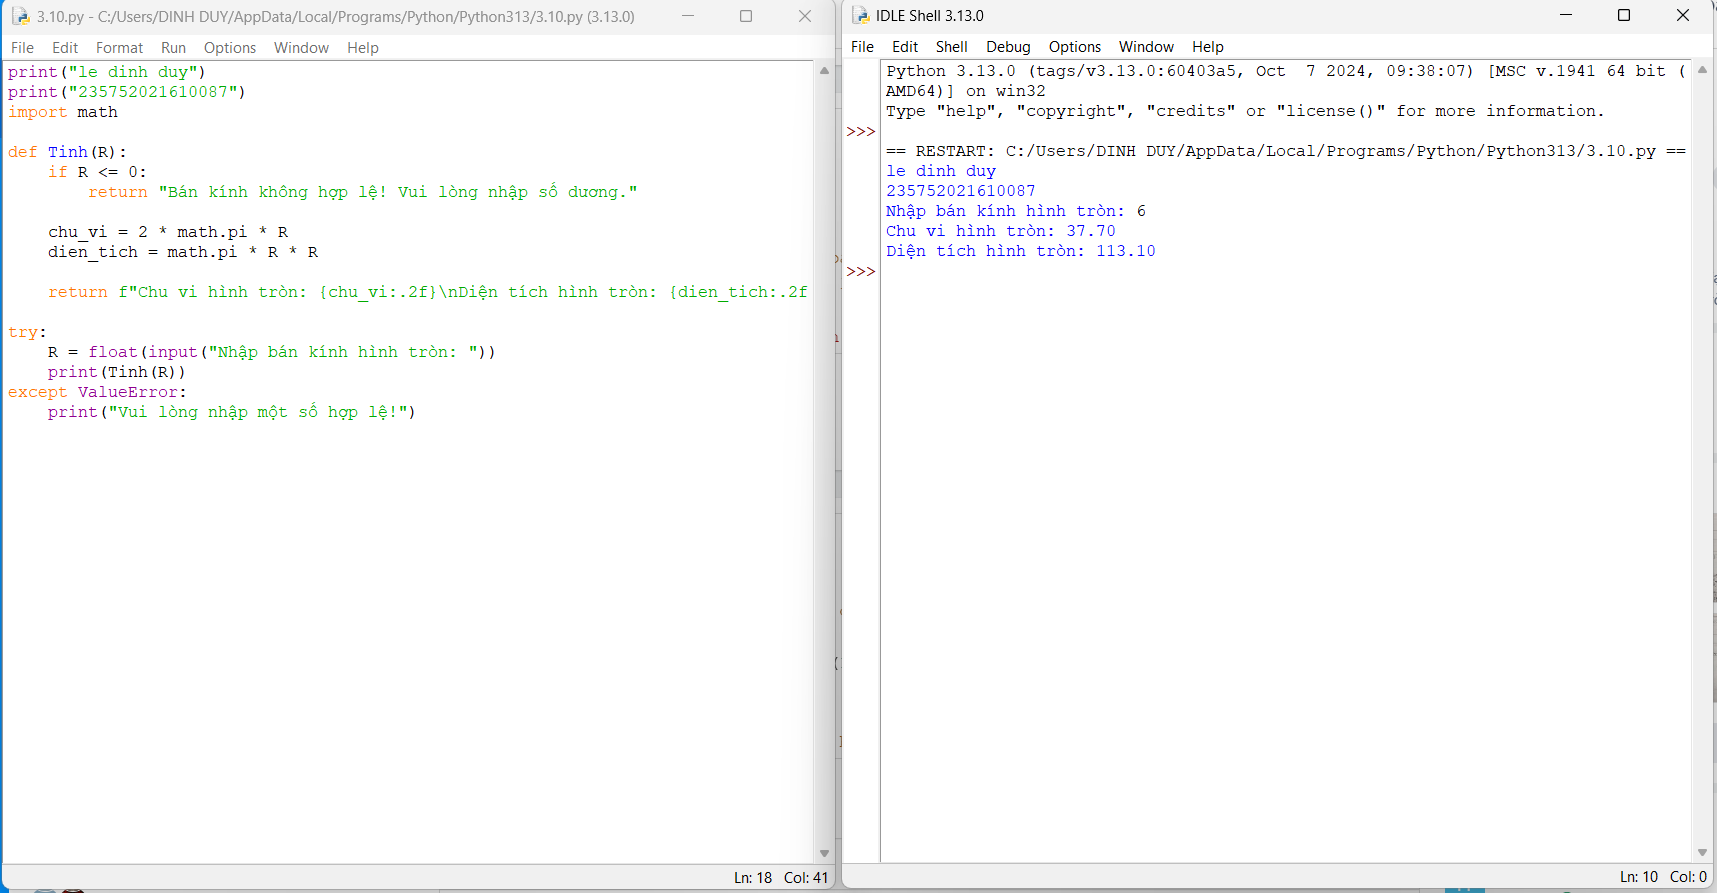 3.10.py - C:/Users/DINH DUY/AppData/Local/Programs/Python/Python313/3.10.py (3.13.0)
File Edit Format Run Options Window Help
print("le dinh duy")
print("235752021610087")
import math
def Tinh(R):
    if R <= 0:
        return "Bán kính không hợp lệ! Vui lòng nhập số dương."
    chu_vi = 2 * math.pi * R
    dien_tich = math.pi * R * R
    return f"Chu vi hình tròn: {chu_vi:.2f}\nDiện tích hình tròn: {dien_tich:.2f
try:
    R = float(input("Nhập bán kính hình tròn: "))
    print(Tinh(R))
except ValueError:
    print("Vui lòng nhập một số hợp lệ!")
Ln: 18 Col: 41
IDLE Shell 3.13.0
File Edit Shell Debug Options Window Help
Python 3.13.0 (tags/v3.13.0:60403a5, Oct  7 2024, 09:38:07) [MSC v.1941 64 bit (
AMD64)] on win32
Type "help", "copyright", "credits" or "license()" for more information.
>>>
== RESTART: C:/Users/DINH DUY/AppData/Local/Programs/Python/Python313/3.10.py ==
le dinh duy
235752021610087
Nhập bán kính hình tròn: 6
Chu vi hình tròn: 37.70
Diện tích hình tròn: 113.10
>>>
Ln: 10 Col: 0